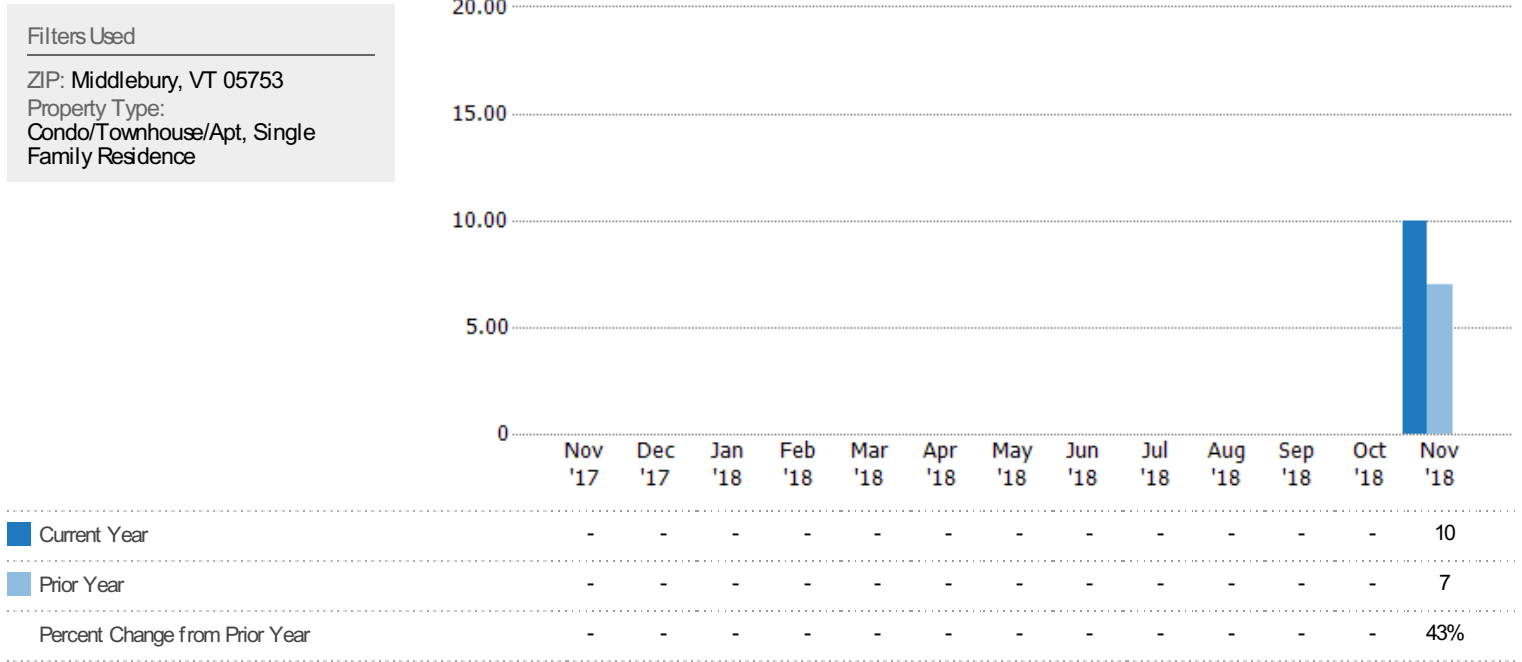 Filters Used
ZIP: Middlebury, VT 05753
Property Type:
Condo/Townhouse/Apt, Single
Family Residence
20.00
15.00
10.00
5.00
0
Nov Dec Jan Feb Mar Apr May Jun Jul Aug Sep Oct Nov
'17 '17 '18 '18 '18 '18 '18 '18 '18 '18 '18 '18 '18
Current Year - - - - - - - - - - - - 10
Prior Year - - - - - - - - - - - - 7
Percent Change from Prior Year - - - - - - - - - - - - 43%